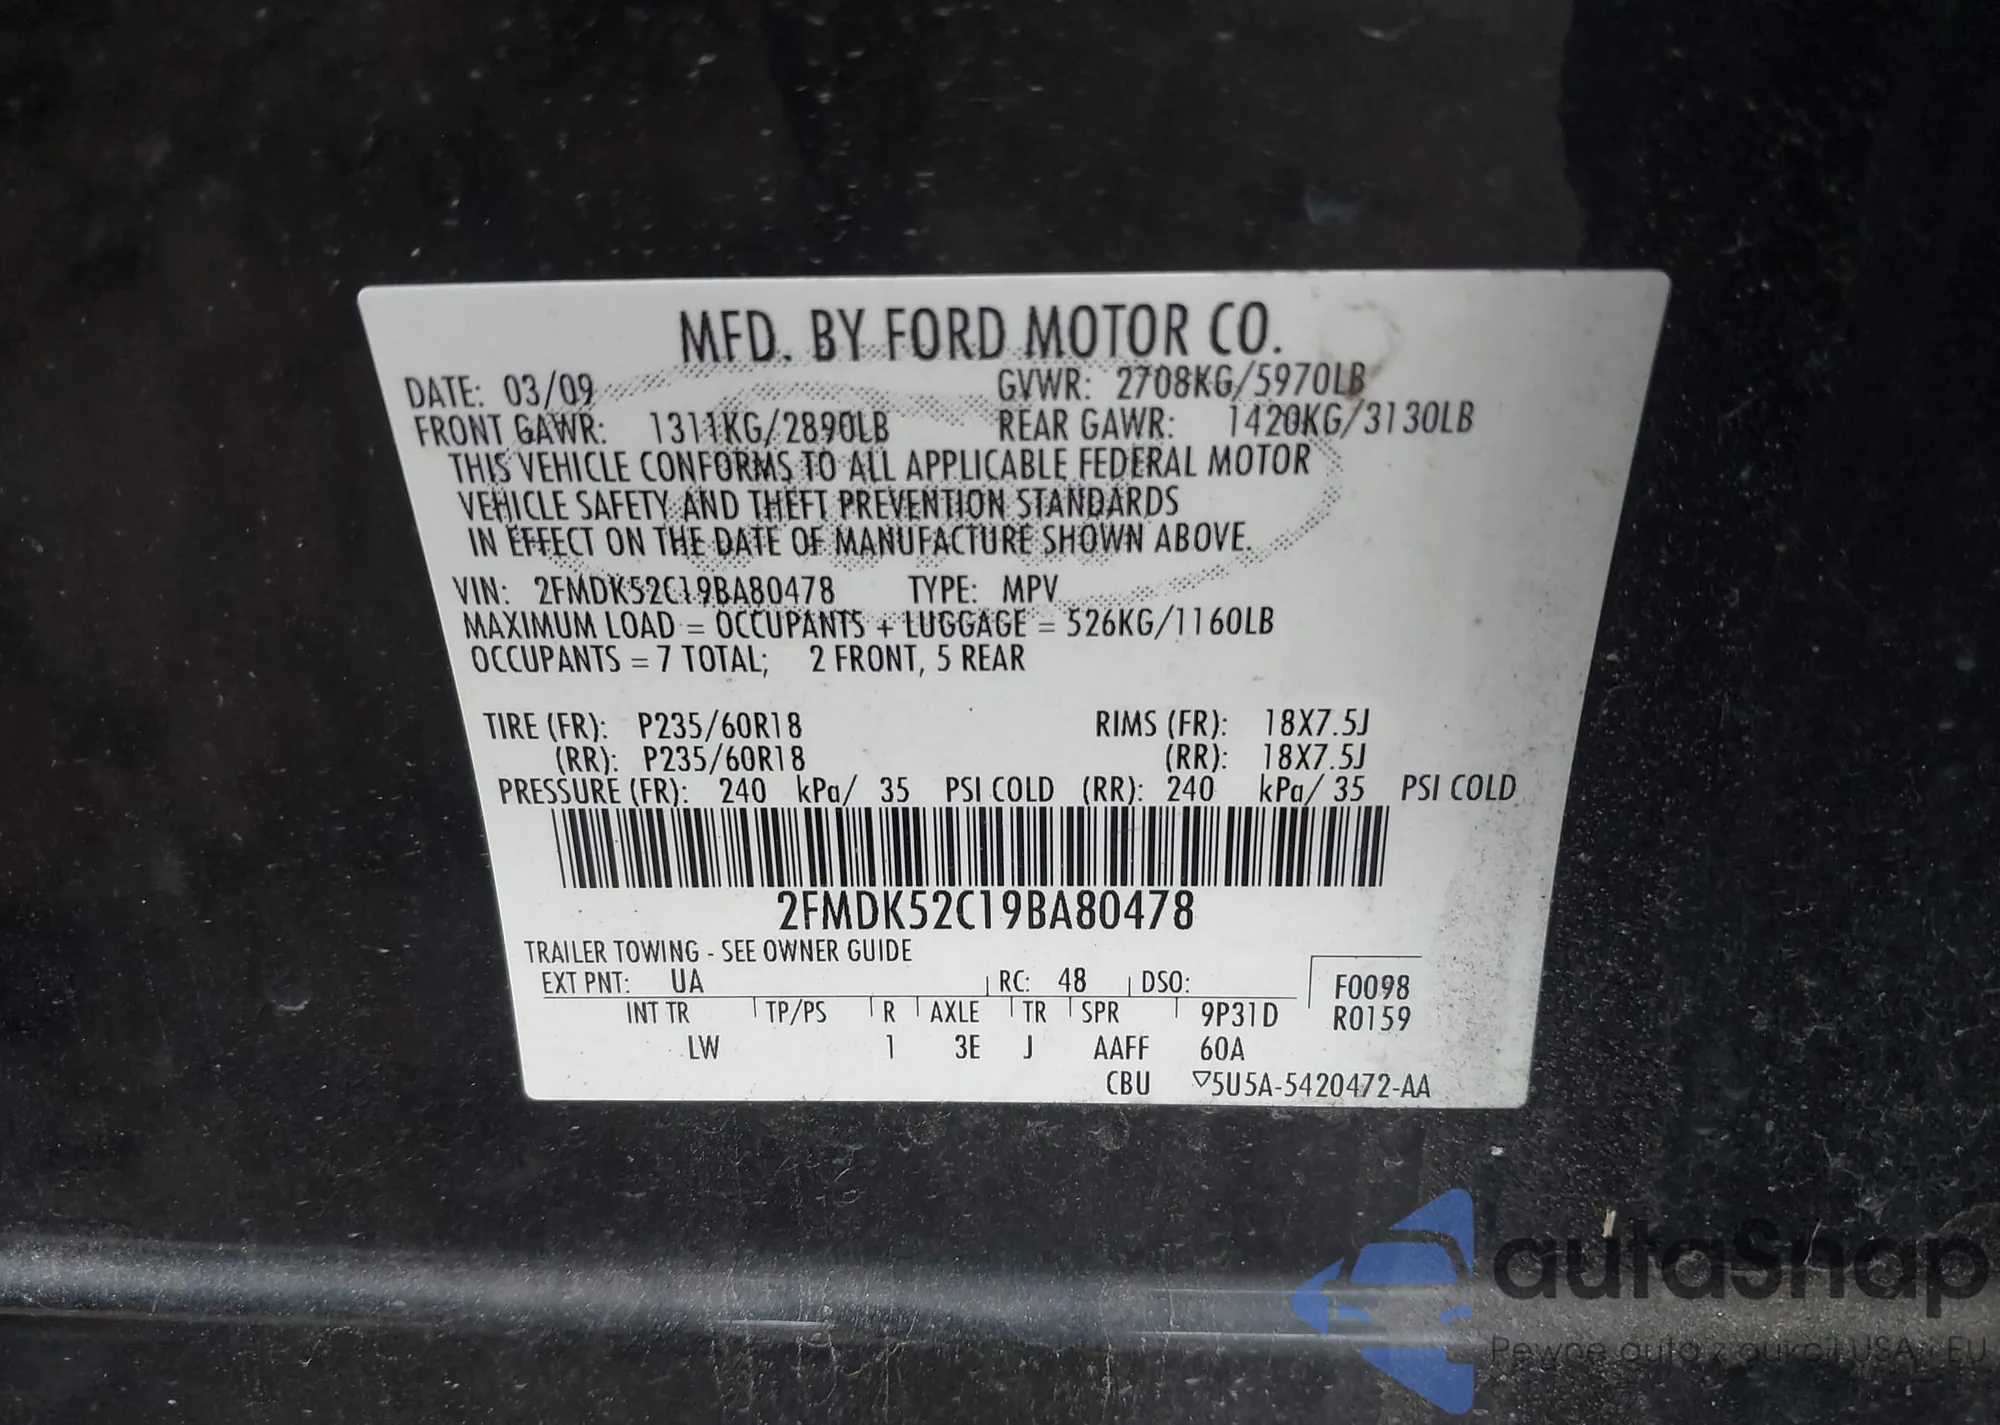 MFD. BY FORD MOTOR CO.
DATE: 03/09 GVWR: 2708KG/5970LB
FRONT GAWR: 1311KG/2890LB REAR GAWR: 1420KG/3130LB
THIS VEHICLE CONFORMS TO ALL APPLICABLE FEDERAL MOTOR
VEHICLE SAFETY AND THEFT PREVENTION STANDARDS
IN EFFECT ON THE DATE OF MANUFACTURE SHOWN ABOVE.
VIN: 2FMDK52C19BA80478 TYPE: MPV
MAXIMUM LOAD = OCCUPANTS + LUGGAGE = 526KG/1160LB
OCCUPANTS = 7 TOTAL; 2 FRONT, 5 REAR
TIRE (FR): P235/60R18 RIMS (FR): 18X7.5J
(RR): P235/60R18 (RR): 18X7.5J
PRESSURE (FR): 240 kPa/ 35 PSI COLD (RR): 240 kPa/ 35 PSI COLD
2FMDK52C19BA80478
TRAILER TOWING - SEE OWNER GUIDE
EXT PNT: UA RC: 48 DSO: F0098
INT TR TP/PS R AXLE TR SPR 9P31D R0159
LW 1 3E J AAFF 60A
CBU ▽5U5A-5420472-AA
autaSnap
Pewne auta z aukcji USA i EU